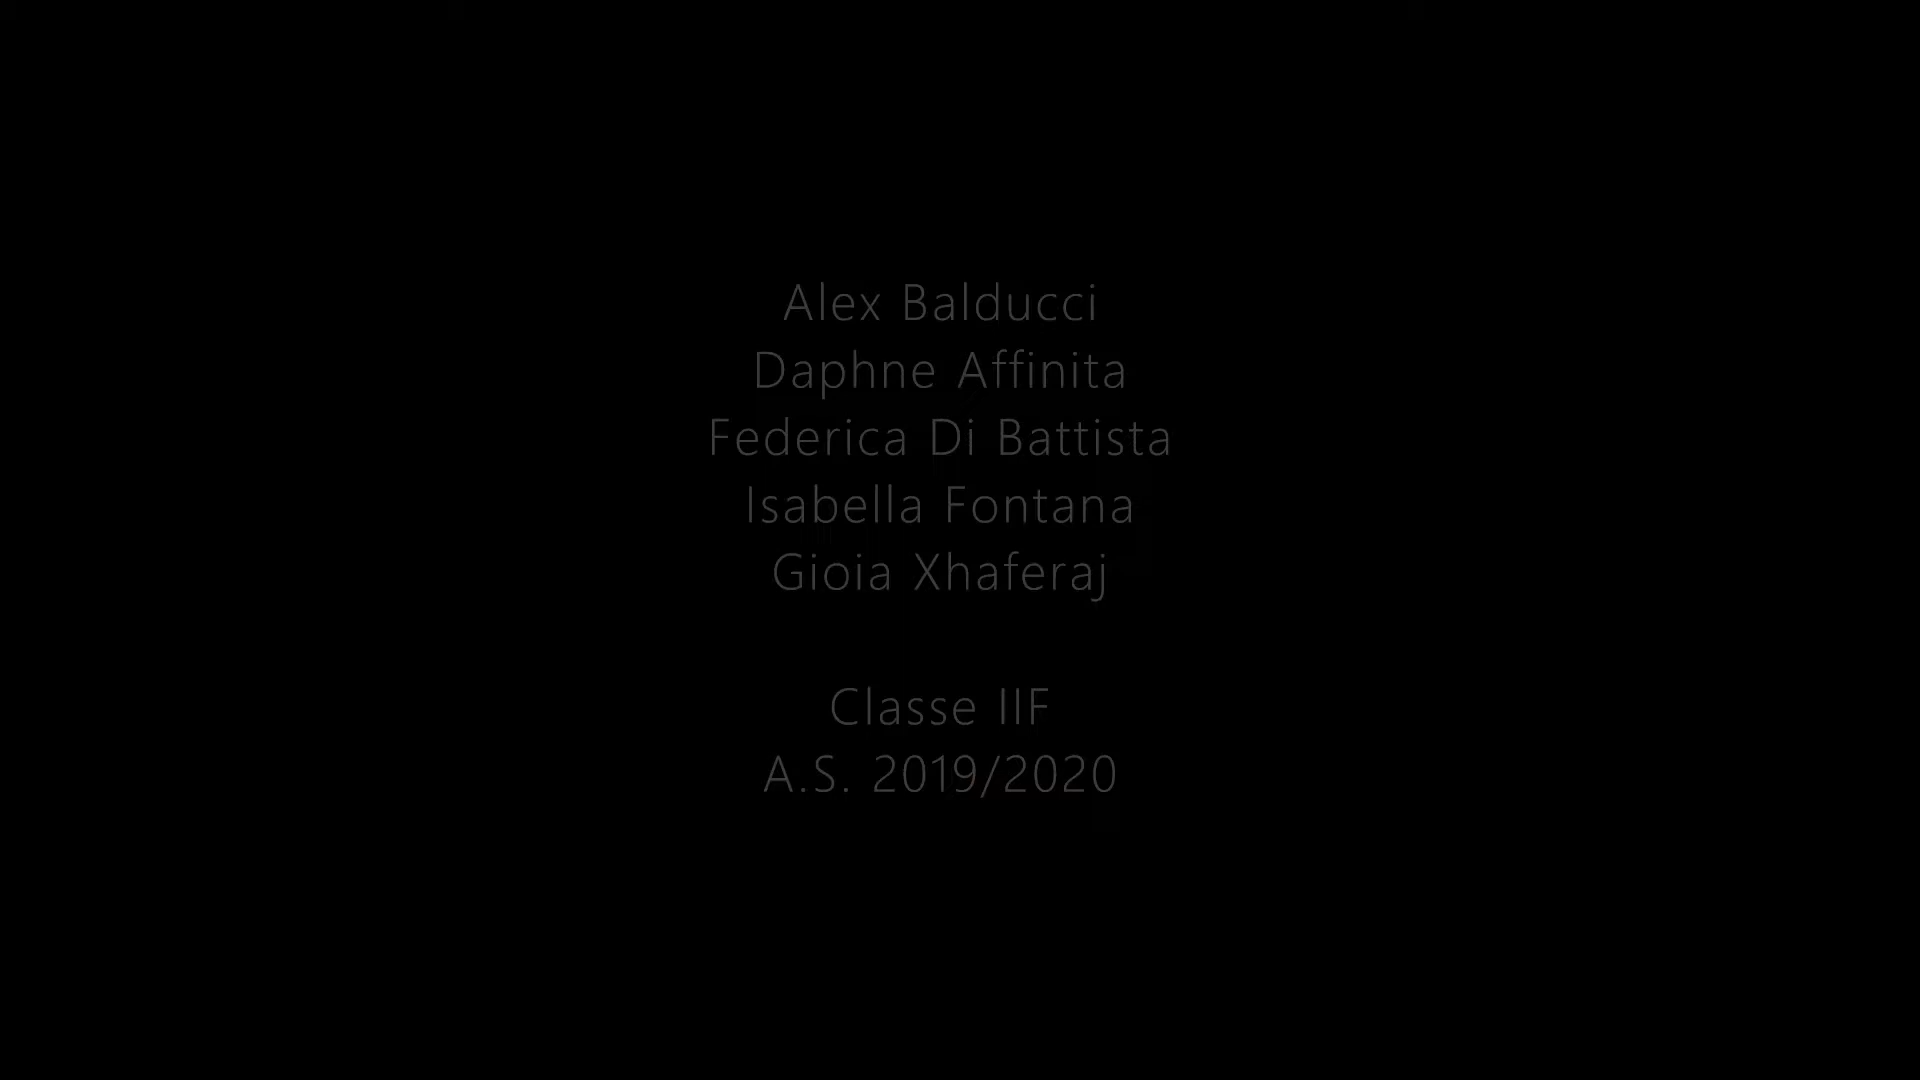 Alex Balducci
Daphne Affinita
Federica Di Battista
Isabella Fontana
Gioia Xhaferaj
Classe IIF
A.S. 2019/2020